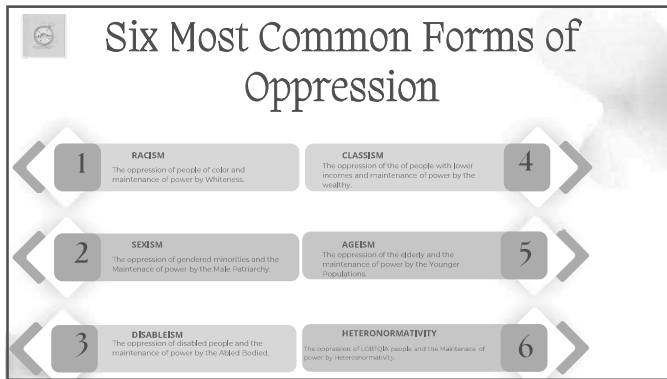 Six Most Common Forms of
Oppression
1
RACISM
The oppression of people of color and
maintenance of power by Whiteness.
2
SEXISM
The oppression of gendered minorities and the
Maintenace of power by the Male Patriarchy.
3
DISABLEISM
The oppression of disabled people and the
maintenance of power by the Abled Bodied.
CLASSISM
The oppression of the of people with lower
incomes and maintenance of power by the
wealthy.
4
AGEISM
The oppression of the elderly and the
maintenance of power by the Younger
Populations.
5
HETERONORMATIVITY
The oppression of LGBTQIA people and the Maintenace of
power by Heterosnormativity.
6